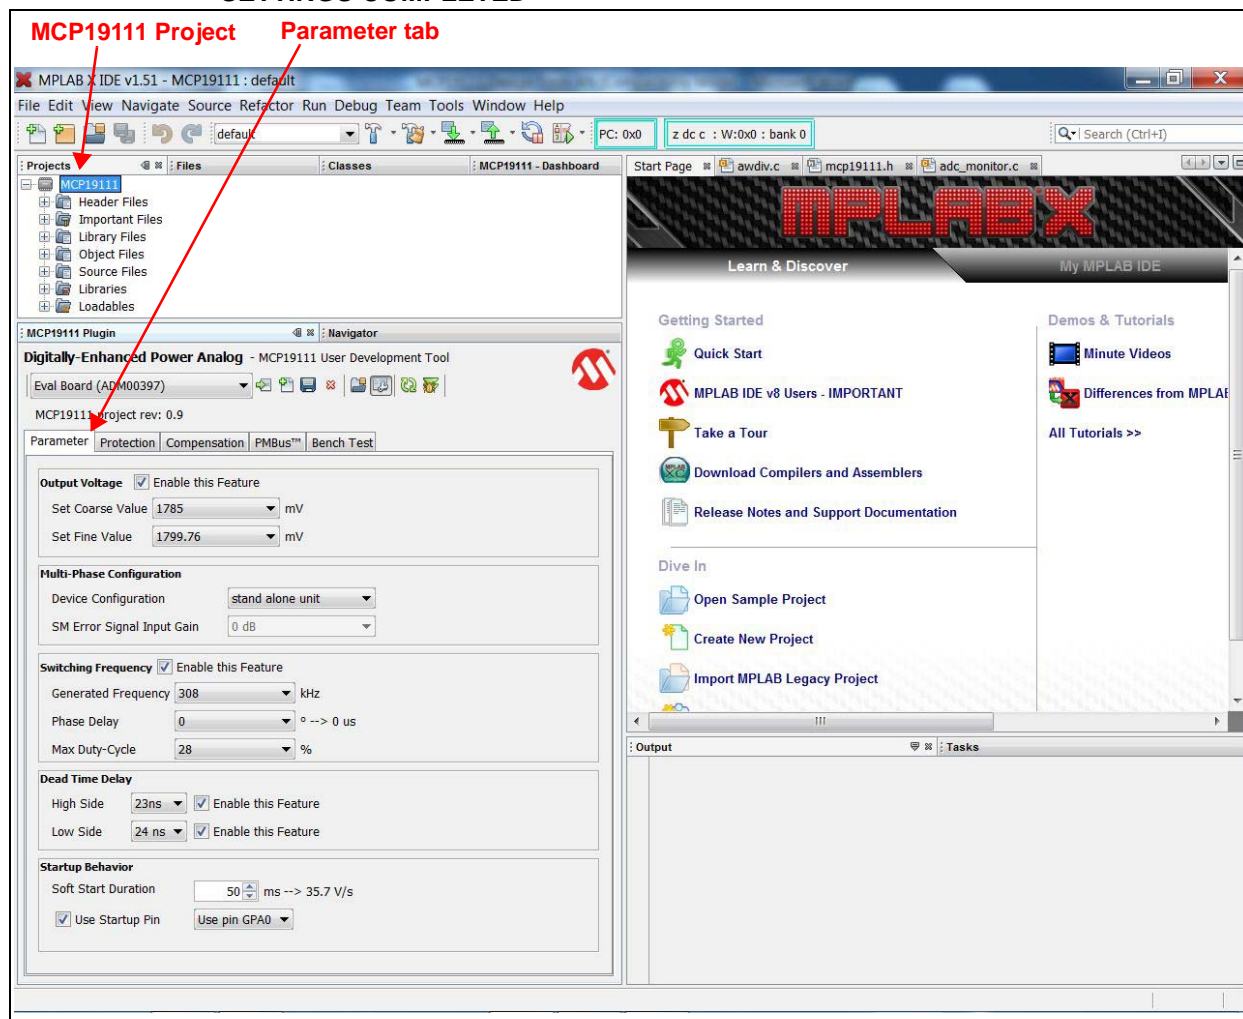 MCP19111 Project Parameter tab
MPLAB X IDE v1.51 - MCP19111 : default
File Edit View Navigate Source Refactor Run Debug Team Tools Window Help
default PC: 0x0 z dc c : W:0x0 : bank 0 Search (Ctrl+I)
Projects Files Classes MCP19111 - Dashboard
MCP19111
Header Files
Important Files
Library Files
Object Files
Source Files
Libraries
Loadables
MCP19111 Plugin Navigator
Digitally-Enhanced Power Analog - MCP19111 User Development Tool
Eval Board (ADM00397)
MCP19111 project rev: 0.9
Parameter Protection Compensation PMBus™ Bench Test
Output Voltage Enable this Feature
Set Coarse Value 1785 mV
Set Fine Value 1799.76 mV
Multi-Phase Configuration
Device Configuration stand alone unit
SM Error Signal Input Gain 0 dB
Switching Frequency Enable this Feature
Generated Frequency 308 kHz
Phase Delay 0 ° --> 0 us
Max Duty-Cycle 28 %
Dead Time Delay
High Side 23ns Enable this Feature
Low Side 24 ns Enable this Feature
Startup Behavior
Soft Start Duration 50 ms --> 35.7 V/s
Use Startup Pin Use pin GPA0
Start Page awdiv.c mcp19111.h adc_monitor.c
MPLABX
Learn & Discover My MPLAB IDE
Getting Started
Quick Start
MPLAB IDE v8 Users - IMPORTANT
Take a Tour
Download Compilers and Assemblers
Release Notes and Support Documentation
Dive In
Open Sample Project
Create New Project
Import MPLAB Legacy Project
Demos & Tutorials
Minute Videos
Differences from MPLA
All Tutorials >>
Output Tasks